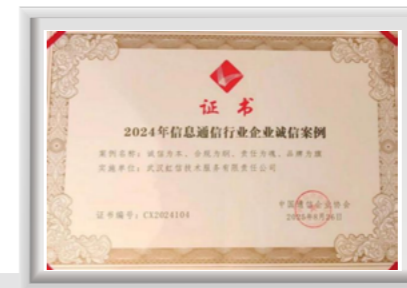 证书
2024年信息通信行业企业诚信案例
案例名称：诚信为本、合规为则、责任为魂、品牌为旗
实施单位：武汉虹信技术服务有限责任公司
证书编号：CX2024104
中国通信企业协会